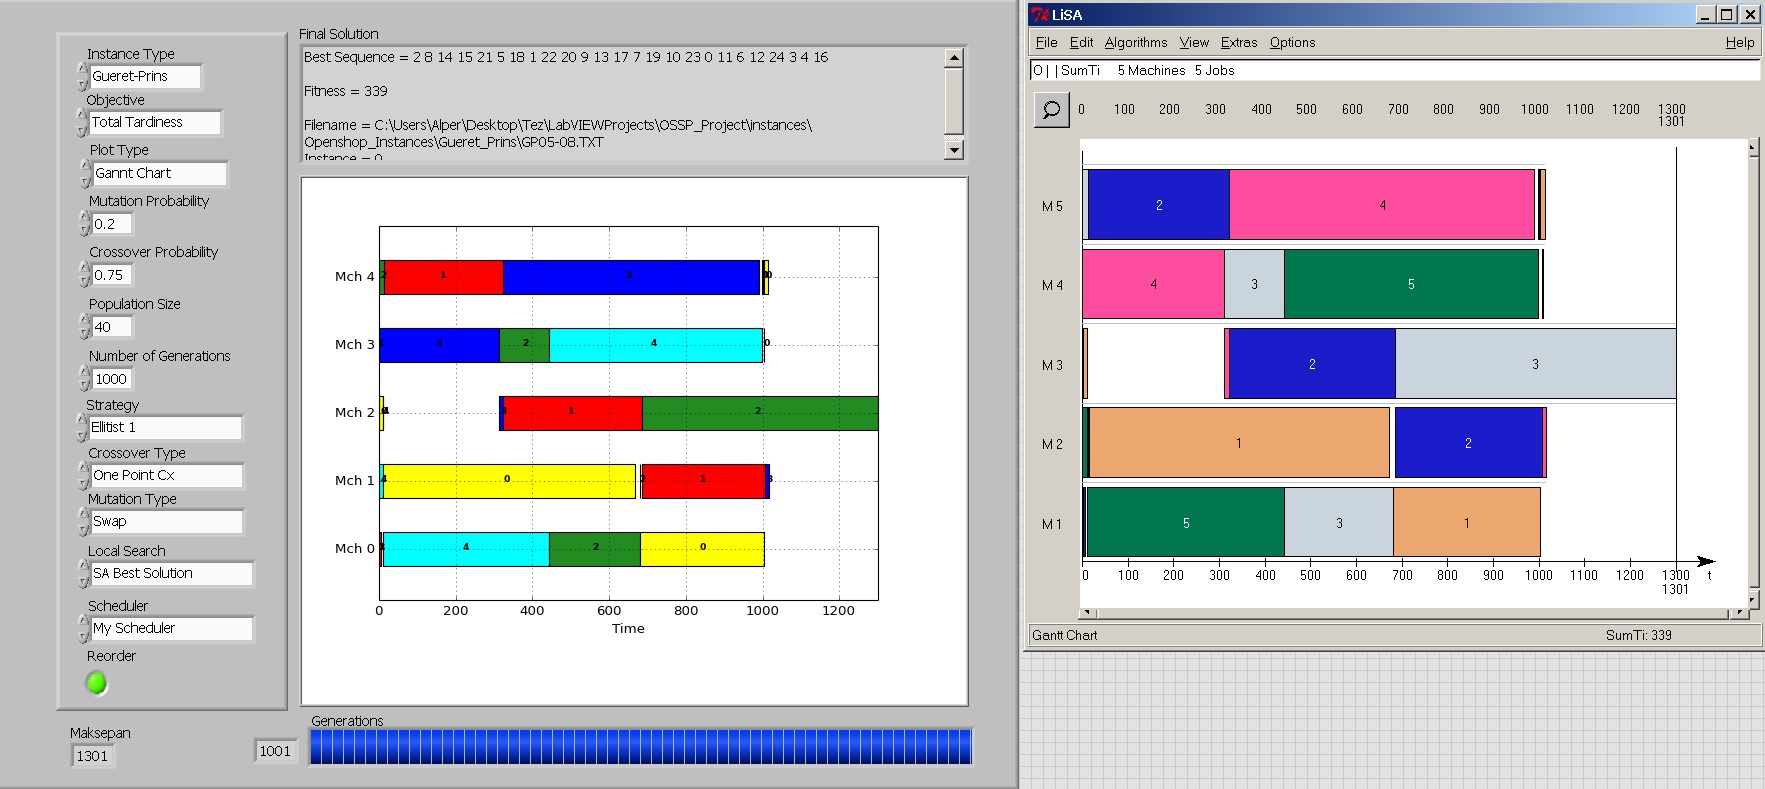 Instance Type
Gueret-Prins
Objective
Total Tardiness
Plot Type
Gannt Chart
Mutation Probability
0.2
Crossover Probability
0.75
Population Size
40
Number of Generations
1000
Strategy
Ellitist 1
Crossover Type
One Point Cx
Mutation Type
Swap
Local Search
SA Best Solution
Scheduler
My Scheduler
Reorder
Maksepan
1301
1001
Final Solution
Best Sequence = 2 8 14 15 21 5 18 1 22 20 9 13 17 7 19 10 23 0 11 6 12 24 3 4 16
Fitness = 339
Filename = C:\Users\Alper\Desktop\Tez\LabVIEWProjects\OSSP_Project\instances\
Openshop_Instances\Gueret_Prins\GP05-08.TXT
Instance = 0
Mch 4 2 1 3 0
Mch 3 3 2 4 0
Mch 2 4 3 1 2
Mch 1 4 0 2 1 3
Mch 0 4 2 0
0 200 400 600 800 1000 1200
Time
Generations
LiSA
File Edit Algorithms View Extras Options Help
O | | SumTi 5 Machines 5 Jobs
0 100 200 300 400 500 600 700 800 900 1000 1100 1200 1300
1301
M 5 2 4
M 4 4 3 5
M 3 2 3
M 2 1 2
M 1 5 3 1
0 100 200 300 400 500 600 700 800 900 1000 1100 1200 1300 t
1301
Gantt Chart SumTi: 339